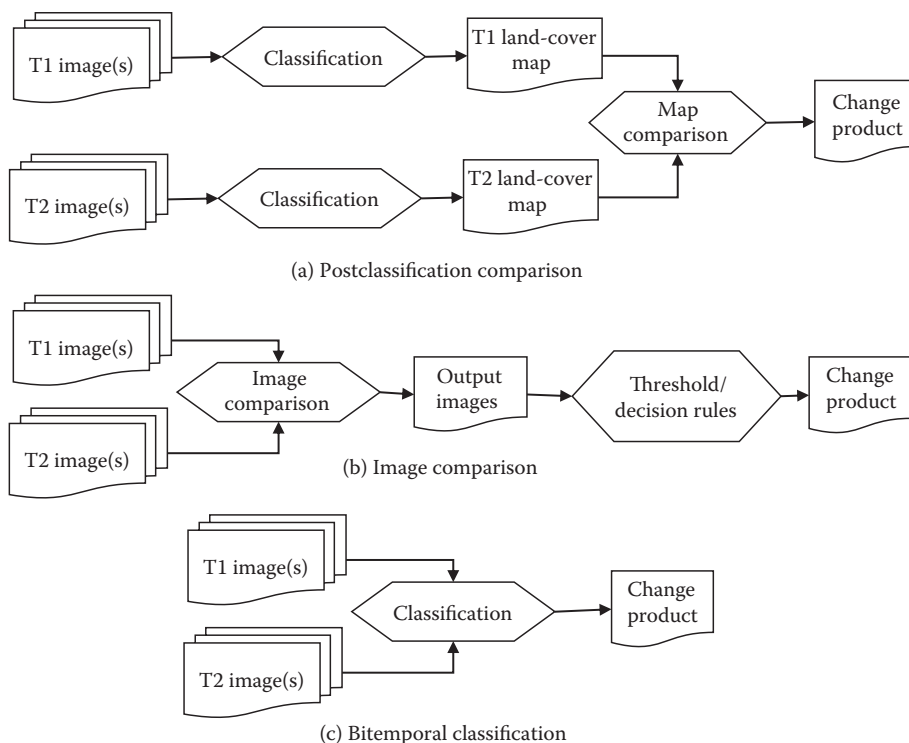 T1 image(s)
Classification
T1 land-cover
map
Map
comparison
Change
product
T2 image(s)
Classification
T2 land-cover
map
(a) Postclassification comparison
T1 image(s)
Image
comparison
Output
images
Threshold/
decision rules
Change
product
T2 image(s)
(b) Image comparison
T1 image(s)
Classification
Change
product
T2 image(s)
(c) Bitemporal classification